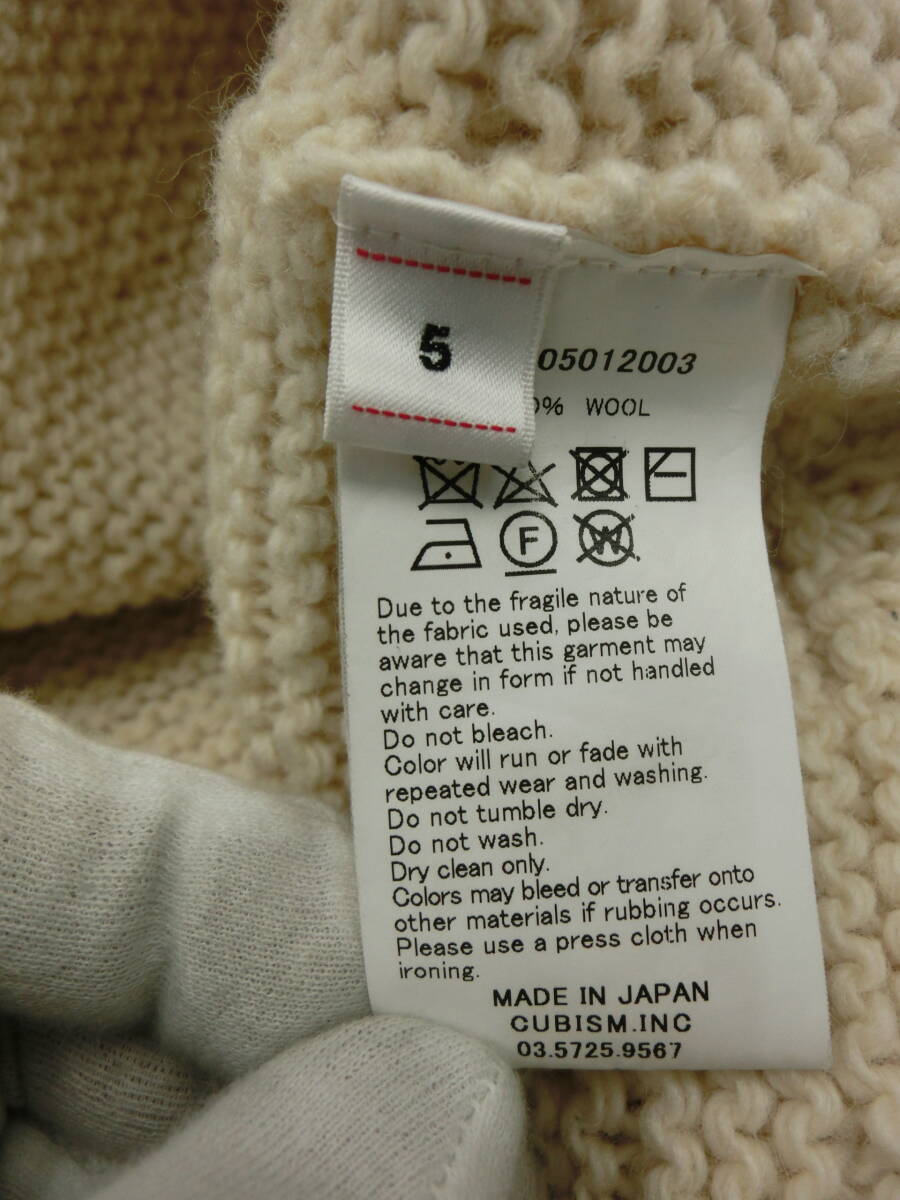 5
05012003
% WOOL
F
W
Due to the fragile nature of
the fabric used, please be
aware that this garment may
change in form if not handled
with care.
Do not bleach.
Color will run or fade with
repeated wear and washing.
Do not tumble dry.
Do not wash.
Dry clean only.
Colors may bleed or transfer onto
other materials if rubbing occurs.
Please use a press cloth when
ironing.
MADE IN JAPAN
CUBISM.INC
03.5725.9567